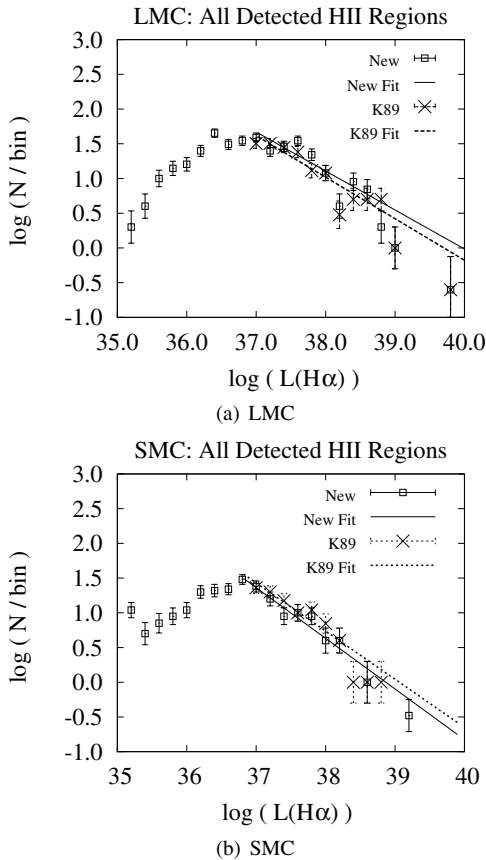 LMC: All Detected HII Regions
3.0
2.5
2.0
1.5
1.0
0.5
0.0
-0.5
-1.0
log ( N / bin )
New
New Fit
K89
K89 Fit
35.0 36.0 37.0 38.0 39.0 40.0
log ( L(Hα) )
(a) LMC
SMC: All Detected HII Regions
3.0
2.5
2.0
1.5
1.0
0.5
0.0
-0.5
-1.0
log ( N / bin )
New
New Fit
K89
K89 Fit
35 36 37 38 39 40
log ( L(Hα) )
(b) SMC